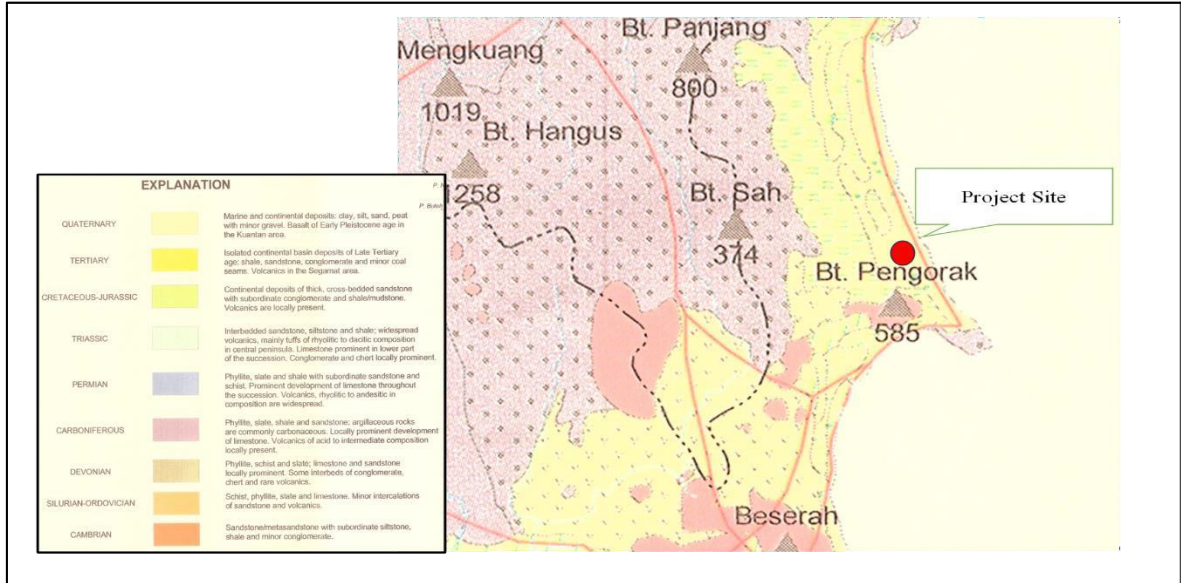 Bt. Panjang
Mengkuang
800
1019
Bt. Hangus
1258
Bt. Sah
374
Project Site
Bt. Pengorak
585
Beserah
EXPLANATION
QUATERNARY
Marine and continental deposits: clay, silt, sand, peat
with minor gravel. Basalt of Early Pleistocene age in
the Kuantan area.
TERTIARY
Isolated continental basin deposits of Late Tertiary
age: shale, sandstone, conglomerate and minor coal
seams. Volcanics in the Segamat area.
CRETACEOUS-JURASSIC
Continental deposits of thick, cross-bedded sandstone
with subordinate conglomerate and shale/mudstone.
Volcanics are locally present.
TRIASSIC
Interbedded sandstone, siltstone and shale; widespread
volcanics, mainly tuffs of rhyolitic to dacitic composition
in central peninsula. Limestone prominent in lower part
of the succession. Conglomerate and chert locally prominent.
PERMIAN
Phyllite, slate and shale with subordinate sandstone and
schist. Prominent development of limestone throughout
the succession. Volcanics, rhyolitic to andesitic in
composition are widespread.
CARBONIFEROUS
Phyllite, slate, shale and sandstone; argillaceous rocks
are commonly carbonaceous. Locally prominent development
of limestone. Volcanics of acid to intermediate composition
locally present.
DEVONIAN
Phyllite, schist and slate; limestone and sandstone
locally prominent. Some interbeds of conglomerate,
chert and rare volcanics.
SILURIAN-ORDOVICIAN
Schist, phyllite, slate and limestone. Minor intercalations
of sandstone and volcanics.
CAMBRIAN
Sandstone/metasandstone with subordinate siltstone,
shale and minor conglomerate.